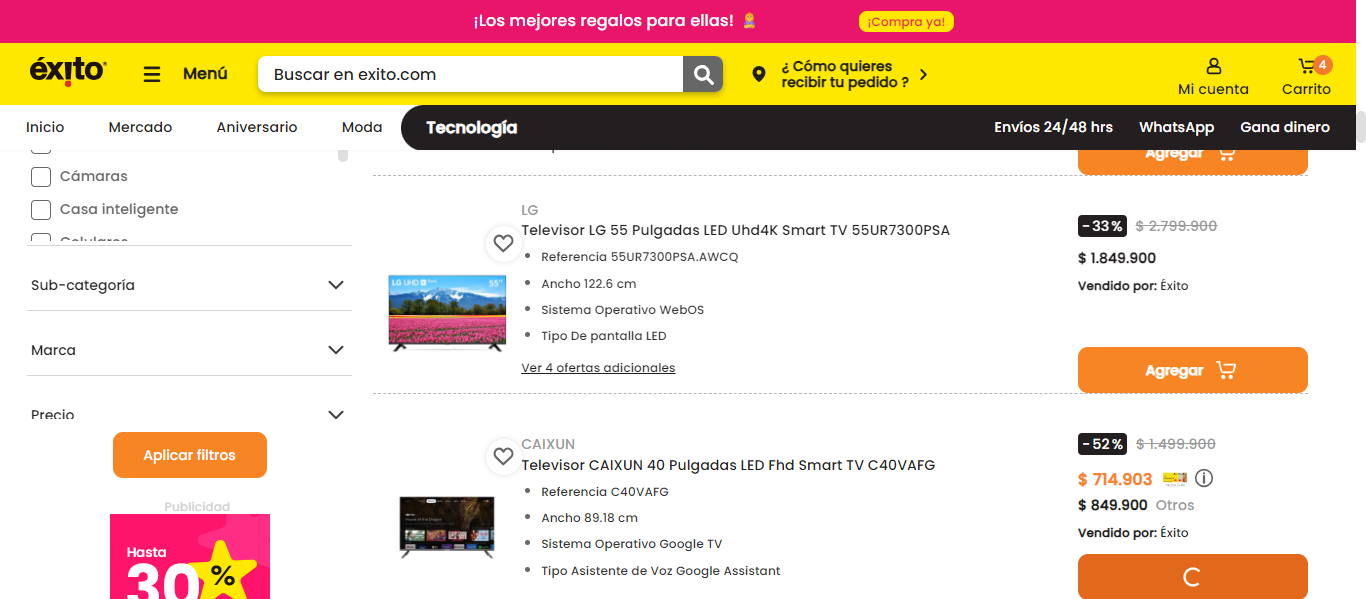 ¡Los mejores regalos para ellas!
¡Compra ya!
éxito
Menú
Buscar en exito.com
¿ Cómo quieres
recibir tu pedido ?
Mi cuenta
4
Carrito
Inicio
Mercado
Aniversario
Moda
Tecnología
Envíos 24/48 hrs
WhatsApp
Gana dinero
Cámaras
Casa inteligente
Celulares
Sub-categoría
Marca
Precio
Aplicar filtros
Publicidad
Hasta
30 %
Agregar
LG
Televisor LG 55 Pulgadas LED Uhd4K Smart TV 55UR7300PSA
Referencia 55UR7300PSA.AWCQ
Ancho 122.6 cm
Sistema Operativo WebOS
Tipo De pantalla LED
Ver 4 ofertas adicionales
LG UHD
55"
-33% $ 2.799.900
$ 1.849.900
Vendido por: Éxito
Agregar
CAIXUN
Televisor CAIXUN 40 Pulgadas LED Fhd Smart TV C40VAFG
Referencia C40VAFG
Ancho 89.18 cm
Sistema Operativo Google TV
Tipo Asistente de Voz Google Assistant
-52% $ 1.499.900
$ 714.903
$ 849.900 Otros
Vendido por: Éxito